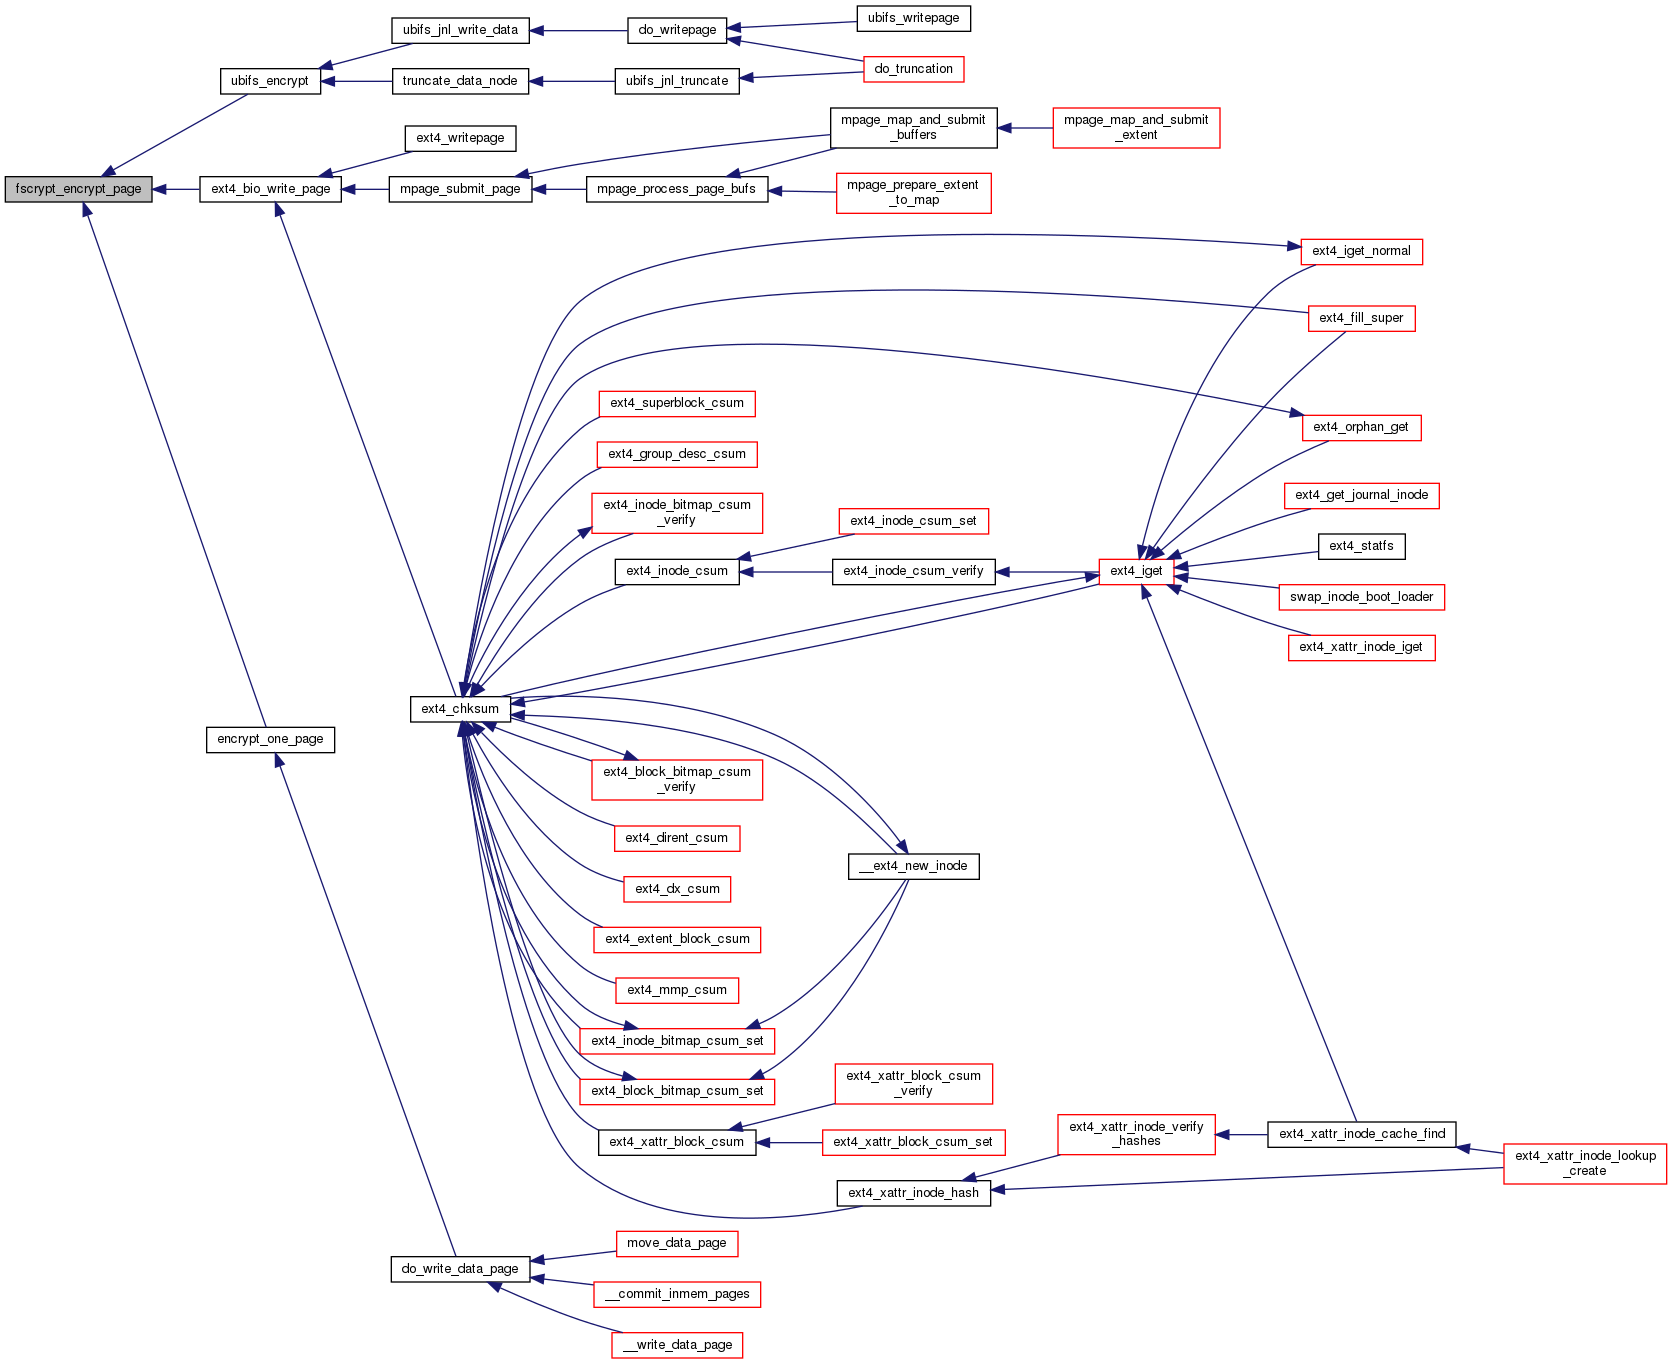 ubifs_writepage
ubifs_jnl_write_data
do_writepage
do_truncation
ubifs_encrypt
truncate_data_node
ubifs_jnl_truncate
mpage_map_and_submit
_buffers
mpage_map_and_submit
_extent
ext4_writepage
fscrypt_encrypt_page
ext4_bio_write_page
mpage_submit_page
mpage_process_page_bufs
mpage_prepare_extent
_to_map
ext4_iget_normal
ext4_fill_super
ext4_superblock_csum
ext4_orphan_get
ext4_group_desc_csum
ext4_get_journal_inode
ext4_inode_bitmap_csum
_verify
ext4_inode_csum_set
ext4_statfs
ext4_inode_csum
ext4_inode_csum_verify
ext4_iget
swap_inode_boot_loader
ext4_xattr_inode_iget
ext4_chksum
encrypt_one_page
ext4_block_bitmap_csum
_verify
ext4_dirent_csum
__ext4_new_inode
ext4_dx_csum
ext4_extent_block_csum
ext4_mmp_csum
ext4_inode_bitmap_csum_set
ext4_block_bitmap_csum_set
ext4_xattr_block_csum
_verify
ext4_xattr_block_csum
ext4_xattr_block_csum_set
ext4_xattr_inode_verify
_hashes
ext4_xattr_inode_cache_find
ext4_xattr_inode_lookup
_create
ext4_xattr_inode_hash
move_data_page
do_write_data_page
__commit_inmem_pages
__write_data_page